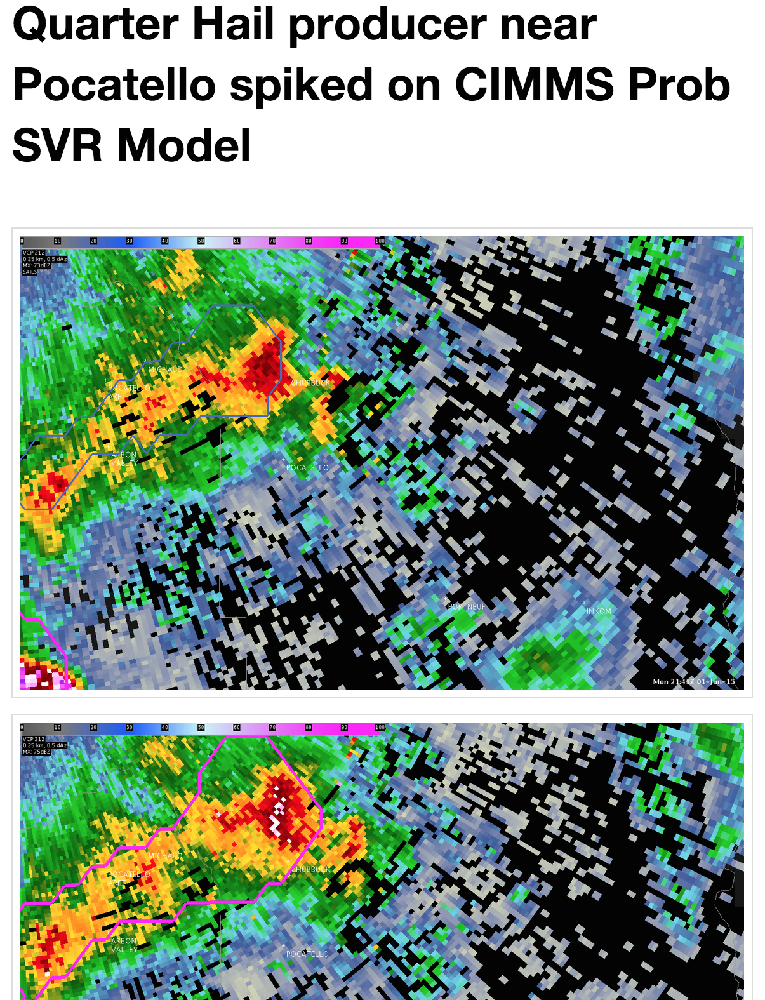 Quarter Hail producer near
Pocatello spiked on CIMMS Prob
SVR Model
0 10 20 30 40 50 60 70 80 90 100
VCP 212
0.25 km, 0.5 dAz
MX: 73dBZ
SAILS
MICHAUD
CHUBBUCK
POCATELLO
ARPT
ARBON
VALLEY
POCATELLO
PORTNEUF
INKOM
Mon 21:41Z 01-Jun-15
0 10 20 30 40 50 60 70 80 90 100
VCP 212
0.25 km, 0.5 dAz
MX: 75dBZ
MICHAUD
CHUBBUCK
POCATELLO
ARPT
ARBON
VALLEY
POCATELLO